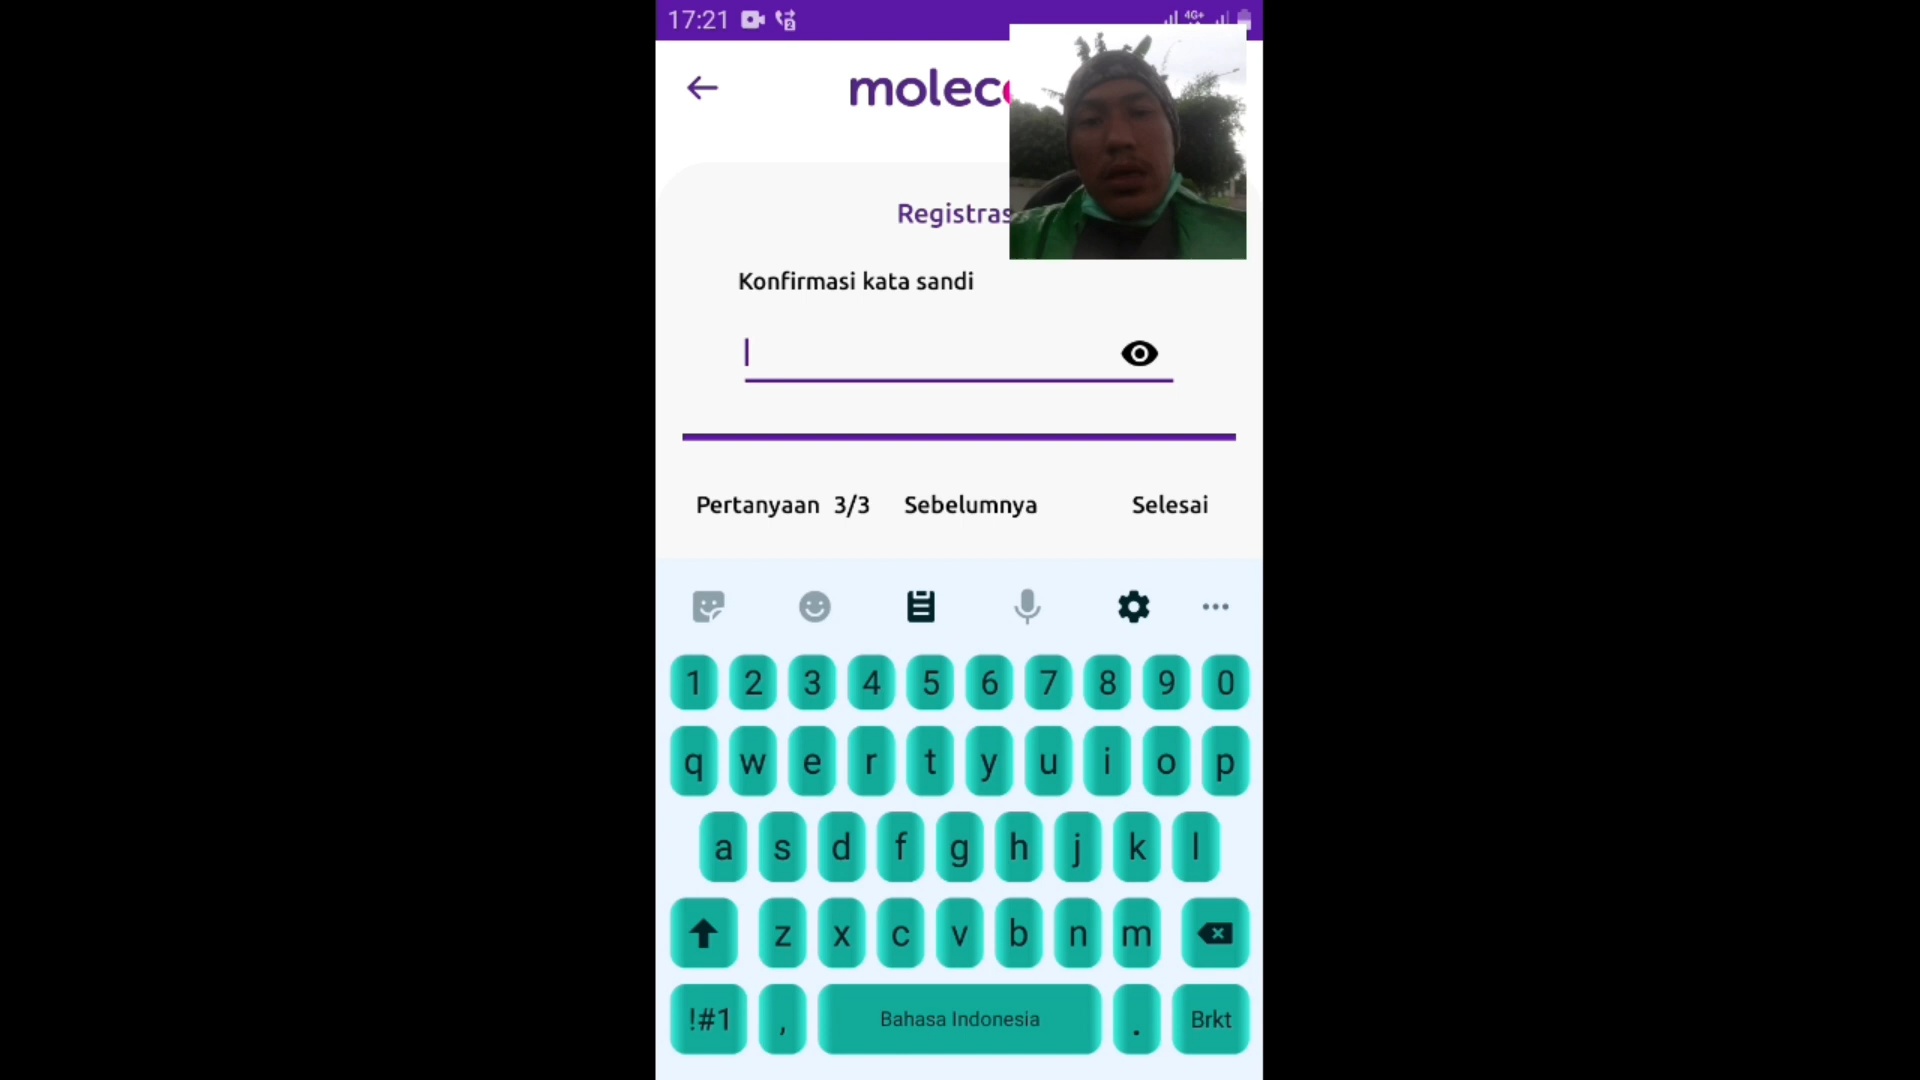 17:21
4G+
molec
Registras
Konfirmasi kata sandi
Pertanyaan 3/3 Sebelumnya Selesai
1 2 3 4 5 6 7 8 9 0
q w e r t y u i o p
a s d f g h j k l
z x c v b n m
!#1 , Bahasa Indonesia . Brkt